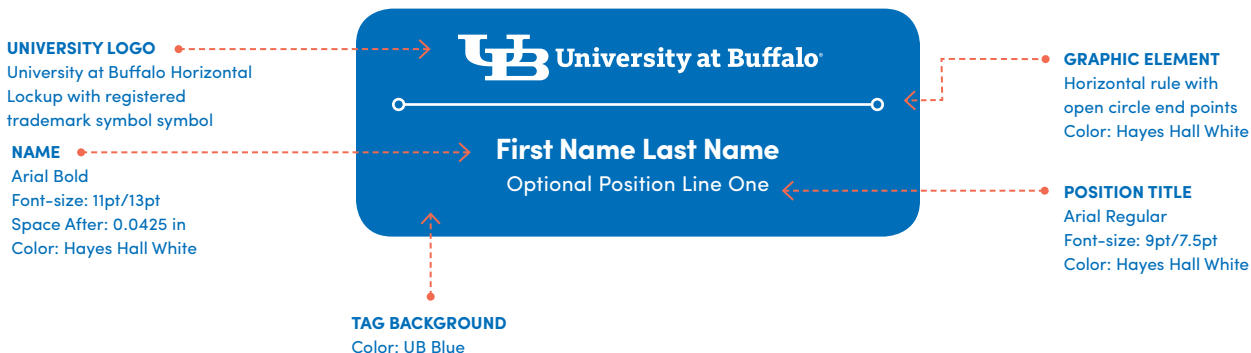 UNIVERSITY LOGO
University at Buffalo Horizontal
Lockup with registered
trademark symbol symbol
NAME
Arial Bold
Font-size: 11pt/13pt
Space After: 0.0425 in
Color: Hayes Hall White
UB University at Buffalo®
First Name Last Name
Optional Position Line One
GRAPHIC ELEMENT
Horizontal rule with
open circle end points
Color: Hayes Hall White
POSITION TITLE
Arial Regular
Font-size: 9pt/7.5pt
Color: Hayes Hall White
TAG BACKGROUND
Color: UB Blue